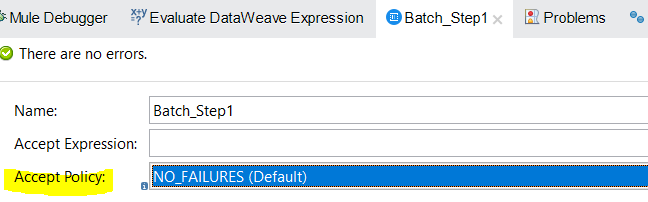 Mule Debugger
x+y
=?
Evaluate DataWeave Expression
Batch_Step1
Problems
There are no errors.
Name:
Batch_Step1
Accept Expression:
Accept Policy:
NO_FAILURES (Default)